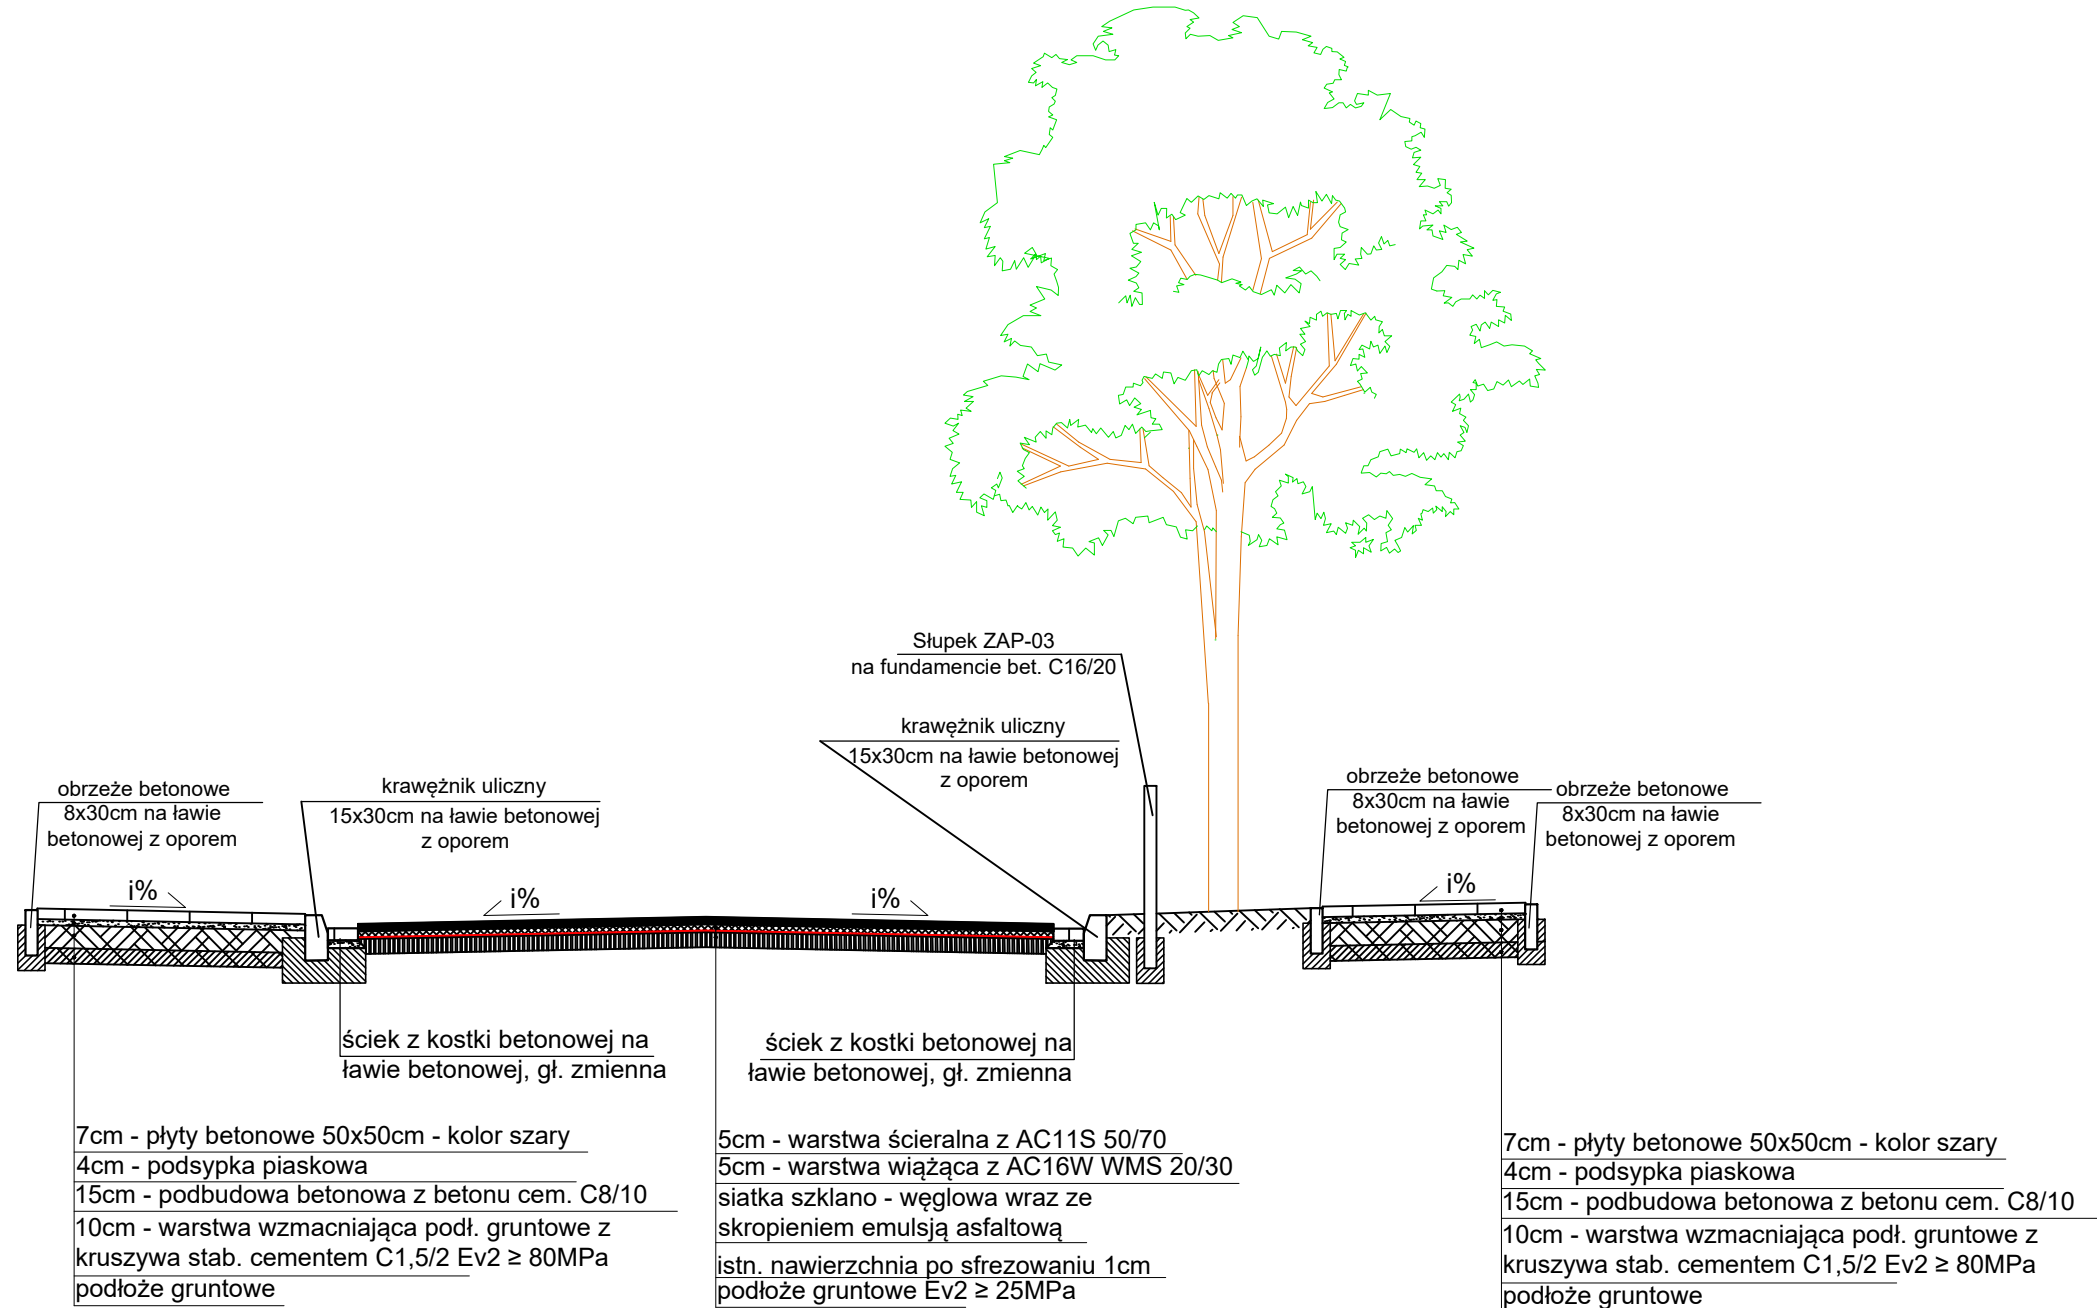 Słupek ZAP-03
na fundamencie bet. C16/20
krawężnik uliczny
15x30cm na ławie betonowej
z oporem
obrzeże betonowe
8x30cm na ławie
betonowej z oporem
krawężnik uliczny
15x30cm na ławie betonowej
z oporem
obrzeże betonowe
8x30cm na ławie
betonowej z oporem
obrzeże betonowe
8x30cm na ławie
betonowej z oporem
i%
i%
i%
i%
ściek z kostki betonowej na
ławie betonowej, gł. zmienna
ściek z kostki betonowej na
ławie betonowej, gł. zmienna
7cm - płyty betonowe 50x50cm - kolor szary
4cm - podsypka piaskowa
15cm - podbudowa betonowa z betonu cem. C8/10
10cm - warstwa wzmacniająca podł. gruntowe z
kruszywa stab. cementem C1,5/2 Ev2 ≥ 80MPa
podłoże gruntowe
5cm - warstwa ścieralna z AC11S 50/70
5cm - warstwa wiążąca z AC16W WMS 20/30
siatka szklano - węglowa wraz ze
skropieniem emulsją asfaltową
istn. nawierzchnia po sfrezowaniu 1cm
podłoże gruntowe Ev2 ≥ 25MPa
7cm - płyty betonowe 50x50cm - kolor szary
4cm - podsypka piaskowa
15cm - podbudowa betonowa z betonu cem. C8/10
10cm - warstwa wzmacniająca podł. gruntowe z
kruszywa stab. cementem C1,5/2 Ev2 ≥ 80MPa
podłoże gruntowe